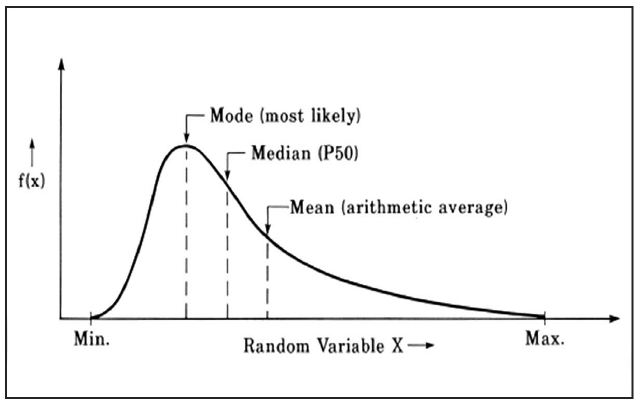 Mode (most likely)
Median (P50)
f(x)
Mean (arithmetic average)
Min.
Random Variable X
Max.